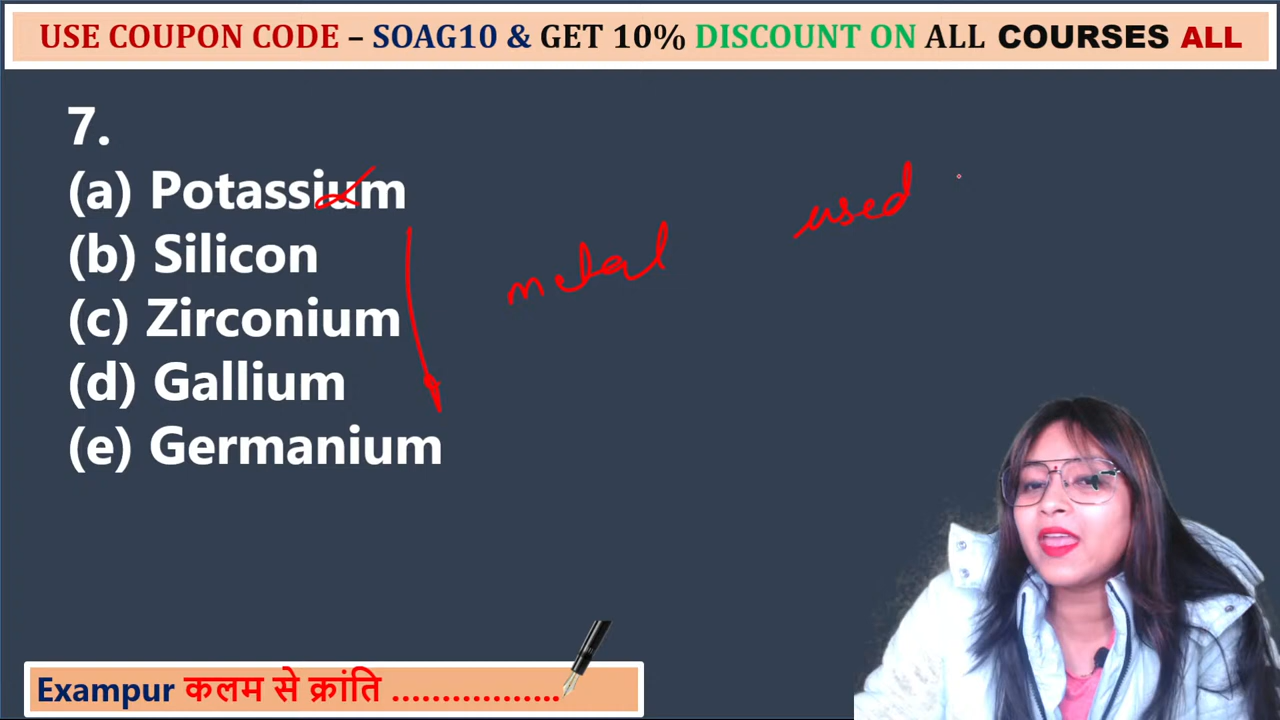 USE COUPON CODE – SOAG10 & GET 10% DISCOUNT ON ALL COURSES ALL
7.
(a) Potassium
(b) Silicon
(c) Zirconium
(d) Gallium
(e) Germanium
metal used
Exampur कलम से क्रांति .................